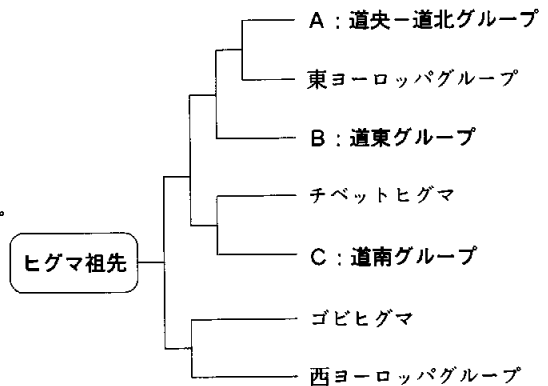 A：道央－道北グループ
東ヨーロッパグループ
B：道東グループ
チベットヒグマ
。
ヒグマ祖先
C：道南グループ
ゴビヒグマ
西ヨーロッパグループ